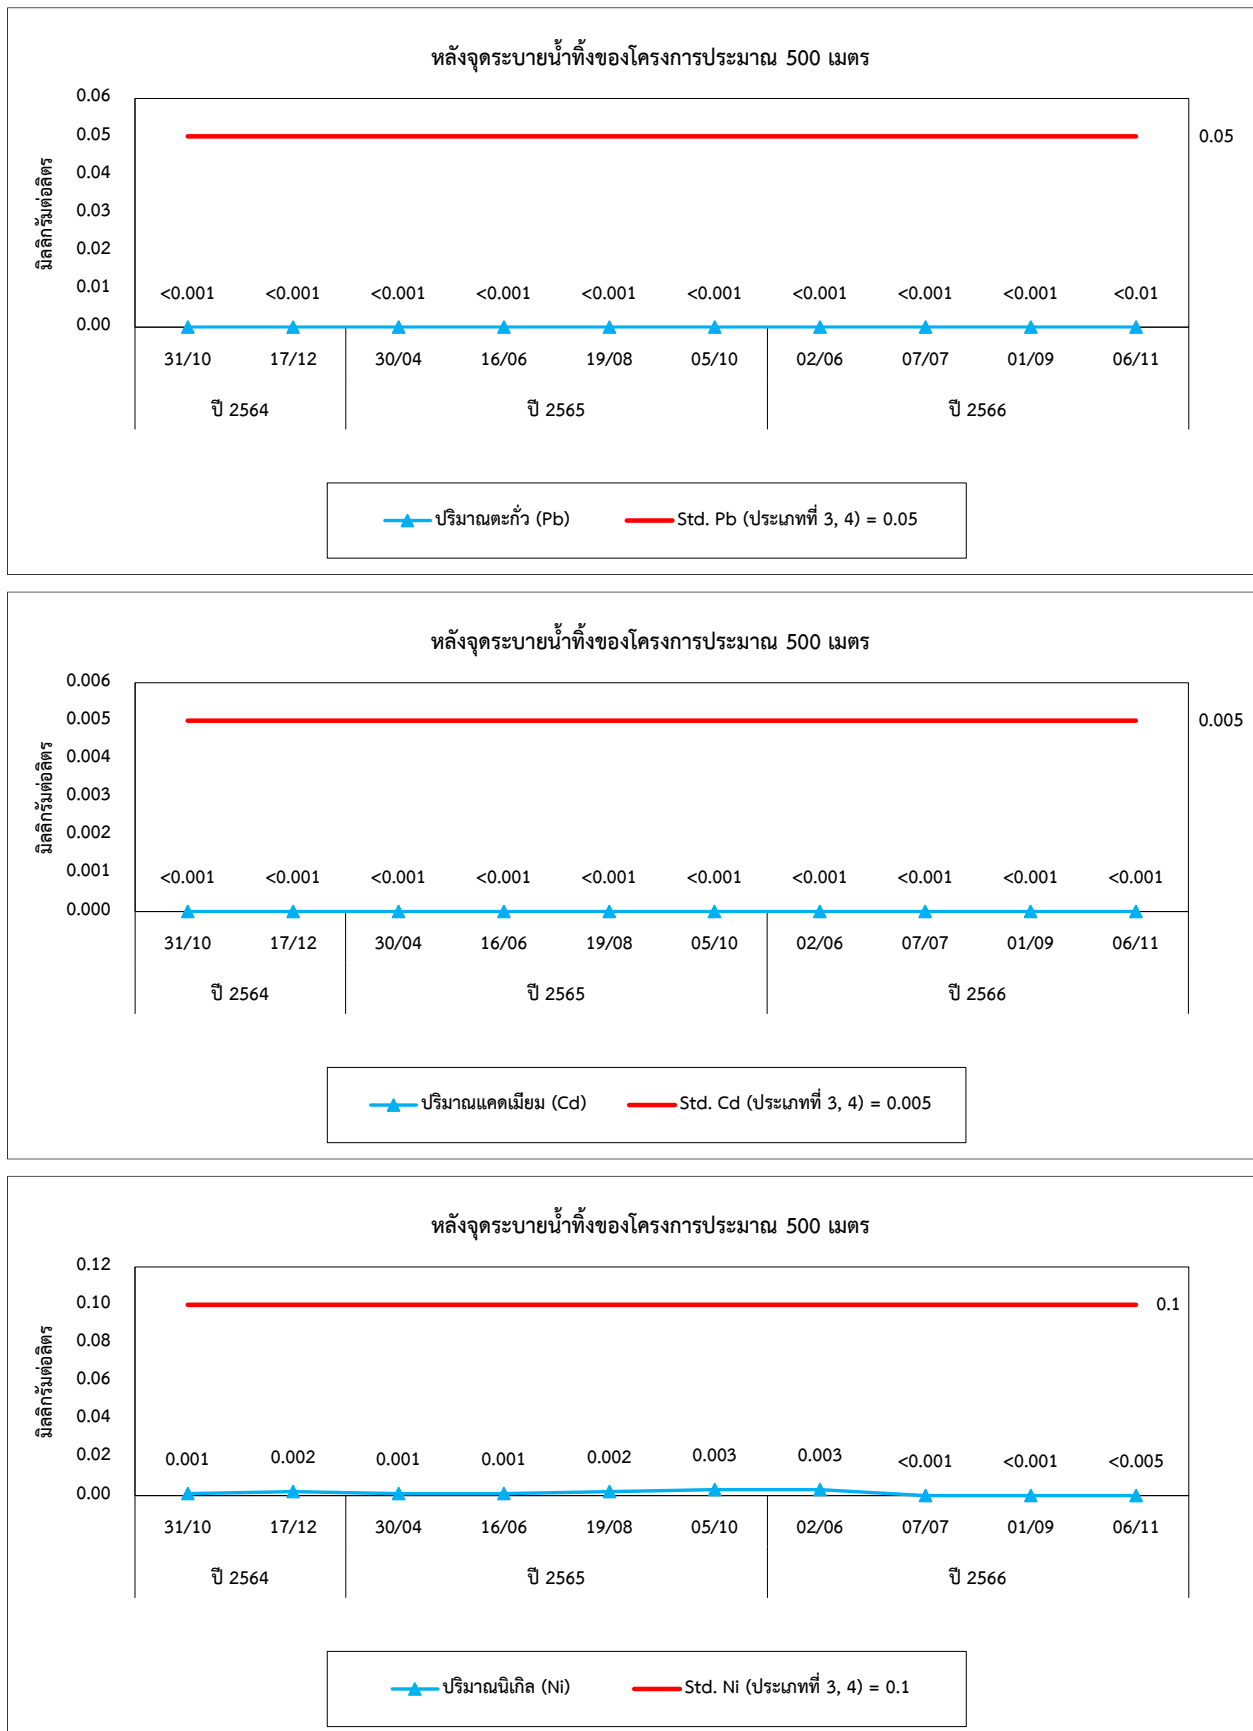 หลังจุดระบายน้ำทิ้งของโครงการประมาณ 500 เมตร
มิลลิกรัมต่อลิตร
0.06
0.05
0.04
0.03
0.02
0.01
0.00
0.05
<0.001 <0.001 <0.001 <0.001 <0.001 <0.001 <0.001 <0.001 <0.001 <0.01
31/10 17/12 30/04 16/06 19/08 05/10 02/06 07/07 01/09 06/11
ปี 2564 ปี 2565 ปี 2566
ปริมาณตะกั่ว (Pb) Std. Pb (ประเภทที่ 3, 4) = 0.05
หลังจุดระบายน้ำทิ้งของโครงการประมาณ 500 เมตร
มิลลิกรัมต่อลิตร
0.006
0.005
0.004
0.003
0.002
0.001
0.000
0.005
<0.001 <0.001 <0.001 <0.001 <0.001 <0.001 <0.001 <0.001 <0.001 <0.001
31/10 17/12 30/04 16/06 19/08 05/10 02/06 07/07 01/09 06/11
ปี 2564 ปี 2565 ปี 2566
ปริมาณแคดเมียม (Cd) Std. Cd (ประเภทที่ 3, 4) = 0.005
หลังจุดระบายน้ำทิ้งของโครงการประมาณ 500 เมตร
มิลลิกรัมต่อลิตร
0.12
0.10
0.08
0.06
0.04
0.02
0.00
0.1
0.001 0.002 0.001 0.001 0.002 0.003 0.003 <0.001 <0.001 <0.005
31/10 17/12 30/04 16/06 19/08 05/10 02/06 07/07 01/09 06/11
ปี 2564 ปี 2565 ปี 2566
ปริมาณนิเกิล (Ni) Std. Ni (ประเภทที่ 3, 4) = 0.1